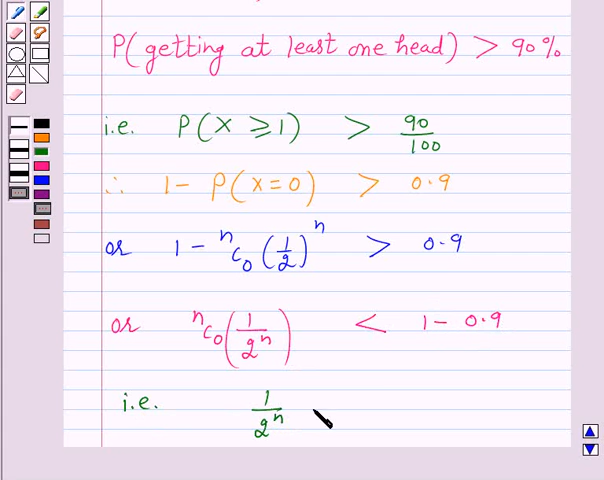 P(getting at least one head) > 90%
i.e. P(X ≥ 1) > 90/100
∴ 1 - P(X=0) > 0.9
or 1 - ⁿC₀(1/2)ⁿ > 0.9
or ⁿC₀(1/2ⁿ) < 1 - 0.9
i.e. 1/2ⁿ